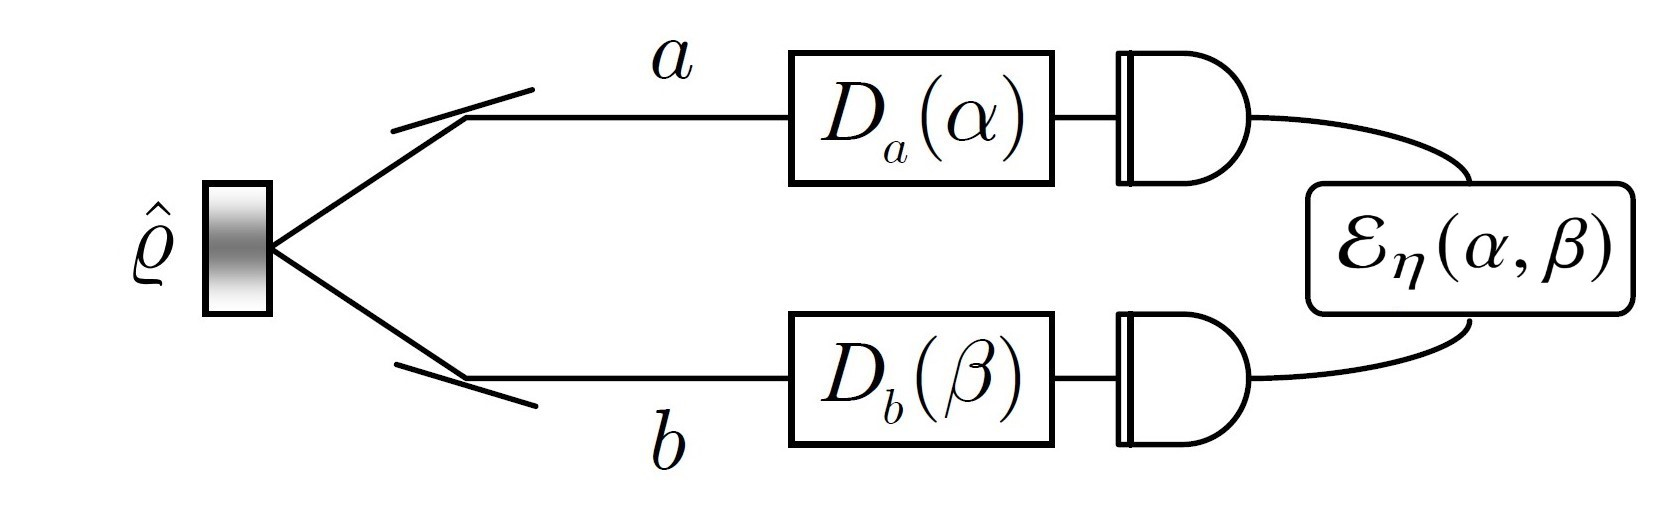 a
D_a(α)
ϱ̂
ℰ_η(α, β)
D_b(β)
b